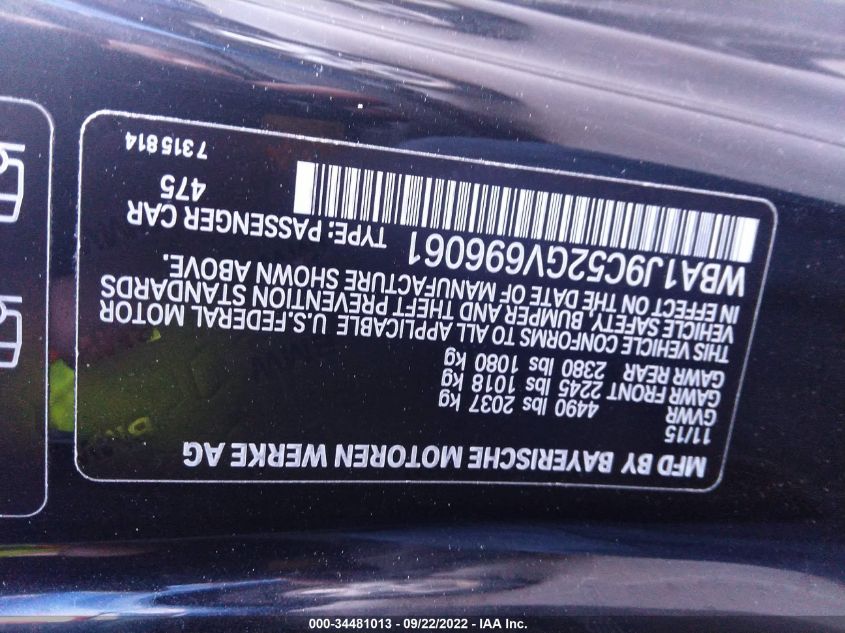 MFD BY BAYERISCHE MOTOREN WERKE AG
11/15
GVWR 4490 lbs 2037 kg
GAWR FRONT 2245 lbs 1018 kg
GAWR REAR 2380 lbs 1080 kg
THIS VEHICLE CONFORMS TO ALL APPLICABLE U.S.FEDERAL MOTOR
VEHICLE SAFETY, BUMPER AND THEFT PREVENTION STANDARDS
IN EFFECT ON THE DATE OF MANUFACTURE SHOWN ABOVE.
WBA1J9C52GV696061 TYPE: PASSENGER CAR
475
7 315 814
000-34481013 - 09/22/2022 - IAA Inc.